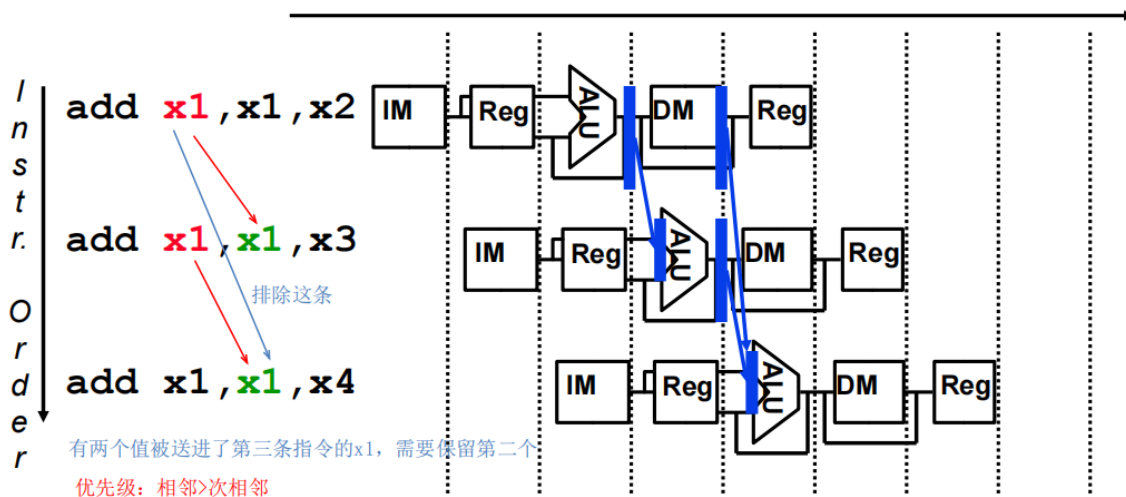 Instr. Order
add x1,x1,x2
IM
Reg
ALU
DM
Reg
add x1,x1,x3
IM
Reg
ALU
DM
Reg
排除这条
add x1,x1,x4
IM
Reg
ALU
DM
Reg
有两个值被送进了第三条指令的x1，需要保留第二个
优先级：相邻>次相邻